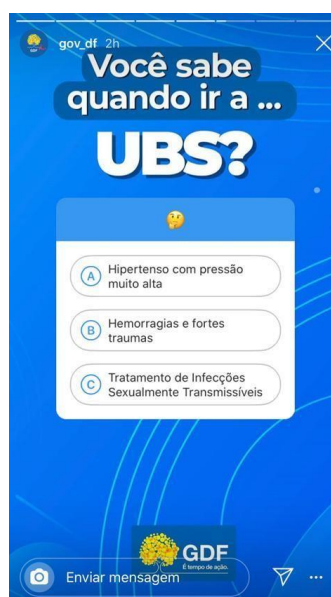 gov_df 2h
Você sabe
quando ir a ...
UBS?
A Hipertenso com pressão
muito alta
B Hemorragias e fortes
traumas
C Tratamento de Infecções
Sexualmente Transmissíveis
GDF
É tempo de ação.
Enviar mensagem